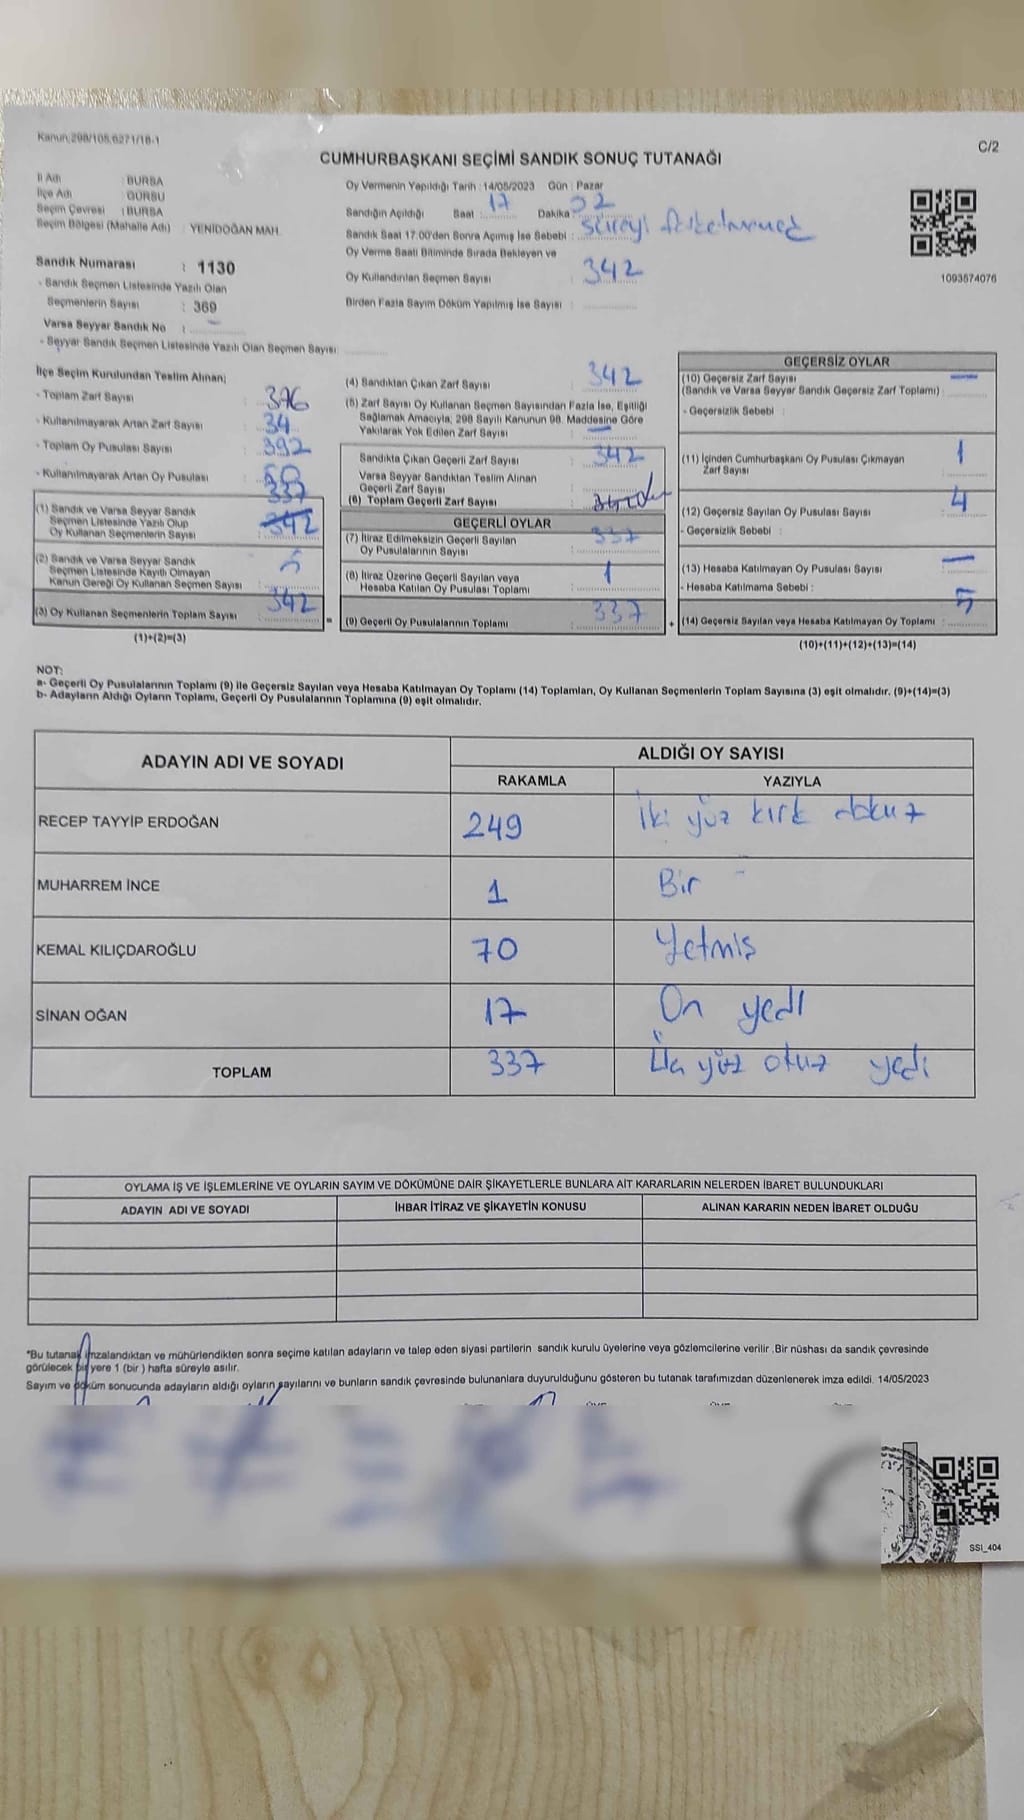 Kanun:298/105,6271/16-1
C/2
CUMHURBAŞKANI SEÇİMİ SANDIK SONUÇ TUTANAĞI
İl Adı : BURSA
İlçe Adı : GÜRSU
Seçim Çevresi : BURSA
Seçim Bölgesi (Mahalle Adı) : YENİDOĞAN MAH.
Sandık Numarası : 1130
- Sandık Seçmen Listesinde Yazılı Olan
Seçmenlerin Sayısı : 369
Varsa Seyyar Sandık No :
- Seyyar Sandık Seçmen Listesinde Yazılı Olan Seçmen Sayısı:
Oy Vermenin Yapıldığı Tarih : 14/05/2023 Gün : Pazar
Sandığın Açıldığı Saat : 17 Dakika :
Sandık Saat 17:00'den Sonra Açımış İse Sebebi : süreyi
Oy Verme Saati Bitiminde Sırada Bekleyen ve
Oy Kullandırılan Seçmen Sayısı : 342
Birden Fazla Sayım Döküm Yapılmış İse Sayısı :
1093574076
İlçe Seçim Kurulundan Teslim Alınan;
- Toplam Zarf Sayısı : 376
- Kullanılmayarak Artan Zarf Sayısı : 34
- Toplam Oy Pusulası Sayısı : 392
- Kullanılmayarak Artan Oy Pusulası :
337
(1) Sandık ve Varsa Seyyar Sandık
Seçmen Listesinde Yazılı Olup
Oy Kullanan Seçmenlerin Sayısı : 342
(2) Sandık ve Varsa Seyyar Sandık
Seçmen Listesinde Kayıtlı Olmayan
Kanun Gereği Oy Kullanan Seçmen Sayısı : 5
(3) Oy Kullanan Seçmenlerin Toplam Sayısı : 342
(1)+(2)=(3)
=
(4) Sandıktan Çıkan Zarf Sayısı : 342
(5) Zarf Sayısı Oy Kullanan Seçmen Sayısından Fazla İse, Eşitliği
Sağlamak Amacıyla; 298 Sayılı Kanunun 98. Maddesine Göre
Yakılarak Yok Edilen Zarf Sayısı : —
Sandıkta Çıkan Geçerli Zarf Sayısı : 342
Varsa Seyyar Sandıktan Teslim Alınan
Geçerli Zarf Sayısı
(6) Toplam Geçerli Zarf Sayısı :
GEÇERLİ OYLAR
(7) İtiraz Edilmeksizin Geçerli Sayılan
Oy Pusulalarının Sayısı : 337
(8) İtiraz Üzerine Geçerli Sayılan veya
Hesaba Katılan Oy Pusulası Toplamı : 1
(9) Geçerli Oy Pusulalarının Toplamı : 337
+
GEÇERSİZ OYLAR
(10) Geçersiz Zarf Sayısı
(Sandık ve Varsa Seyyar Sandık Geçersiz Zarf Toplamı) : —
- Geçersizlik Sebebi :
(11) İçinden Cumhurbaşkanı Oy Pusulası Çıkmayan
Zarf Sayısı : 1
(12) Geçersiz Sayılan Oy Pusulası Sayısı : 4
- Geçersizlik Sebebi :
(13) Hesaba Katılmayan Oy Pusulası Sayısı : —
- Hesaba Katılmama Sebebi :
(14) Geçersiz Sayılan veya Hesaba Katılmayan Oy Toplamı : 5
(10)+(11)+(12)+(13)=(14)
NOT:
a- Geçerli Oy Pusulalarının Toplamı (9) ile Geçersiz Sayılan veya Hesaba Katılmayan Oy Toplamı (14) Toplamları, Oy Kullanan Seçmenlerin Toplam Sayısına (3) eşit olmalıdır. (9)+(14)=(3)
b- Adayların Aldığı Oyların Toplamı, Geçerli Oy Pusulalarının Toplamına (9) eşit olmalıdır.
ADAYIN ADI VE SOYADI ALDIĞI OY SAYISI
RAKAMLA YAZIYLA
RECEP TAYYİP ERDOĞAN 249 İki yüz kırk dokuz
MUHARREM İNCE 1 Bir
KEMAL KILIÇDAROĞLU 70 Yetmiş
SİNAN OĞAN 17 On yedi
TOPLAM 337 Üç yüz otuz yedi
OYLAMA İŞ VE İŞLEMLERİNE VE OYLARIN SAYIM VE DÖKÜMÜNE DAİR ŞİKAYETLERLE BUNLARA AİT KARARLARIN NELERDEN İBARET BULUNDUKLARI
ADAYIN ADI VE SOYADI İHBAR İTİRAZ VE ŞİKAYETİN KONUSU ALINAN KARARIN NEDEN İBARET OLDUĞU
*Bu tutanak imzalandıktan ve mühürlendikten sonra seçime katılan adayların ve talep eden siyasi partilerin sandık kurulu üyelerine veya gözlemcilerine verilir .Bir nüshası da sandık çevresinde
görülecek bir yere 1 (bir ) hafta süreyle asılır.
Sayım ve döküm sonucunda adayların aldığı oyların sayılarını ve bunların sandık çevresinde bulunanlara duyurulduğunu gösteren bu tutanak tarafımızdan düzenlenerek imza edildi. 14/05/2023
SSI_404